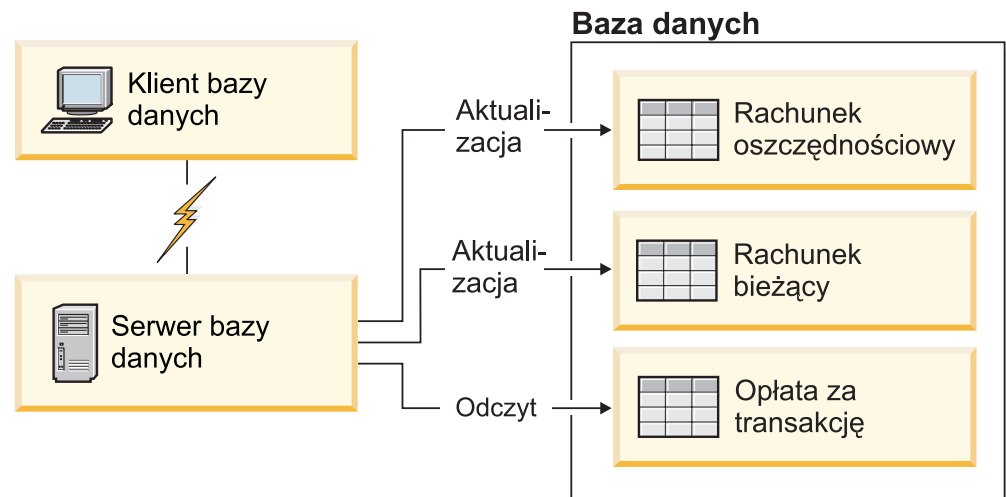 Baza danych
Klient bazy
danych
Aktuali-
zacja
Rachunek
oszczędnościowy
Aktuali-
zacja
Rachunek
bieżący
Serwer bazy
danych
Odczyt
Opłata za
transakcję